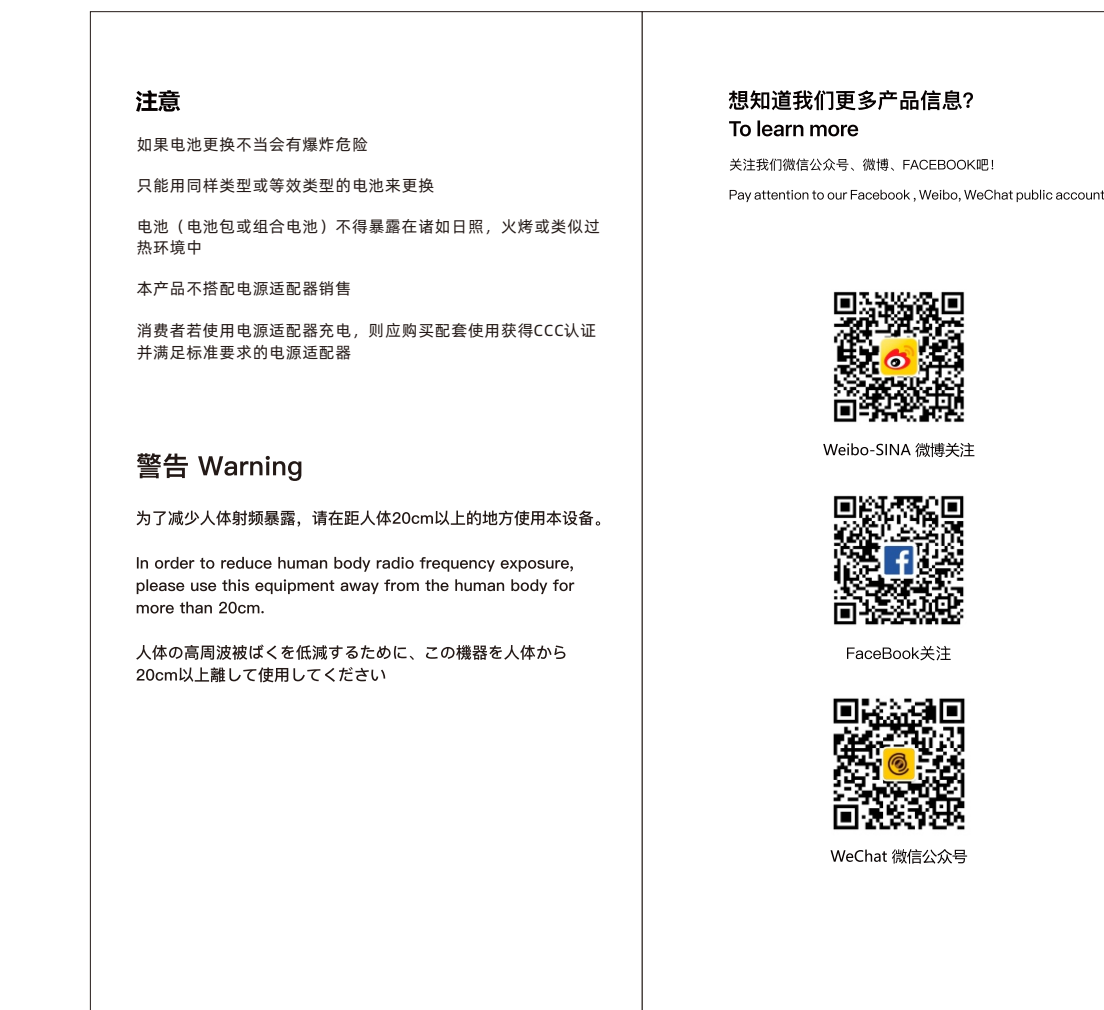 注意
如果电池更换不当会有爆炸危险
只能用同样类型或等效类型的电池来更换
电池（电池包或组合电池）不得暴露在诸如日照，火烤或类似过
热环境中
本产品不搭配电源适配器销售
消费者若使用电源适配器充电，则应购买配套使用获得CCC认证
并满足标准要求的电源适配器
警告 Warning
为了减少人体射频暴露，请在距人体20cm以上的地方使用本设备。
In order to reduce human body radio frequency exposure,
please use this equipment away from the human body for
more than 20cm.
人体の高周波被ばくを低減するために、この機器を人体から
20cm以上離して使用してください
想知道我们更多产品信息?
To learn more
关注我们微信公众号、微博、FACEBOOK吧!
Pay attention to our Facebook , Weibo, WeChat public account
Weibo-SINA 微博关注
FaceBook关注
WeChat 微信公众号